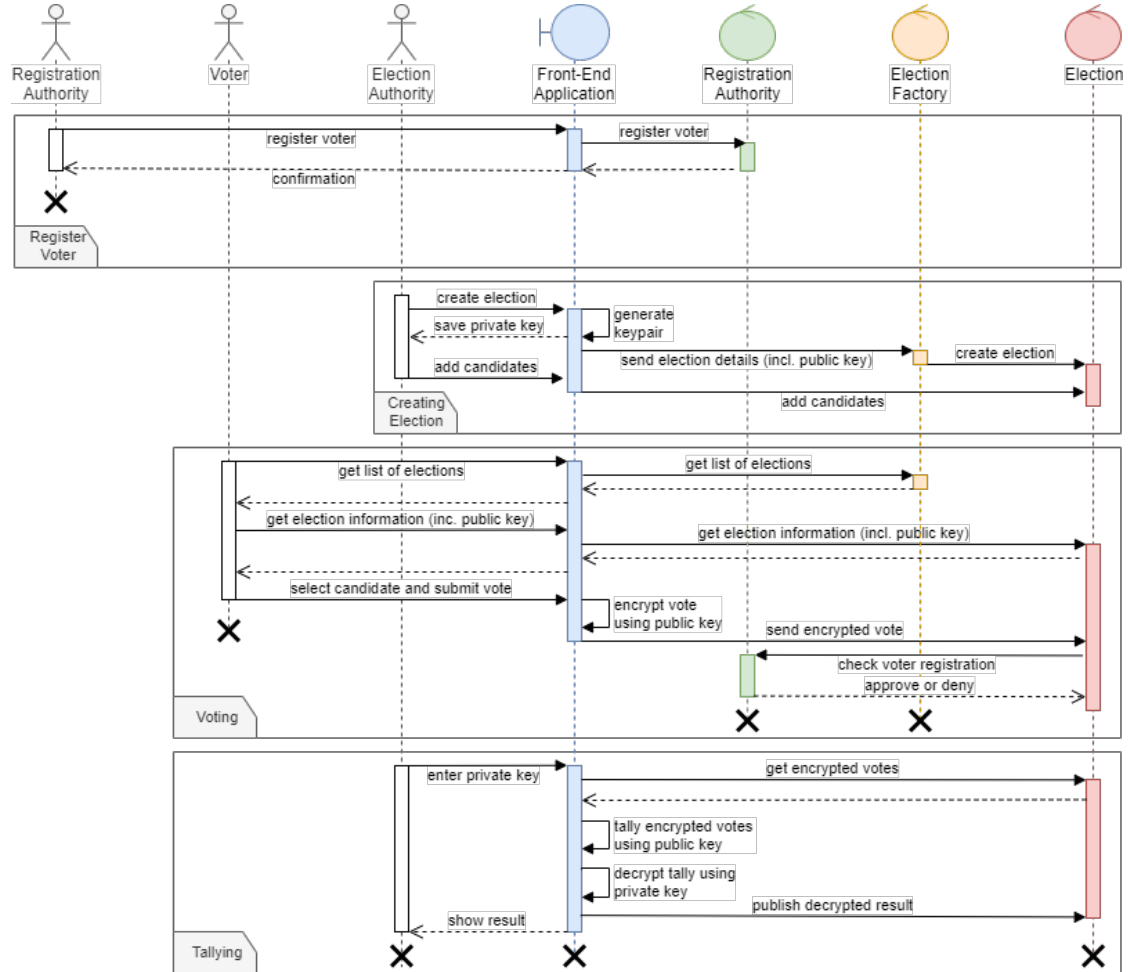 Registration
Authority
Voter
Election
Authority
Front-End
Application
Registration
Authority
Election
Factory
Election
register voter
register voter
confirmation
Register
Voter
create election
generate
keypair
save private key
send election details (incl. public key)
create election
add candidates
add candidates
Creating
Election
get list of elections
get list of elections
get election information (inc. public key)
get election information (incl. public key)
select candidate and submit vote
encrypt vote
using public key
send encrypted vote
check voter registration
approve or deny
Voting
enter private key
get encrypted votes
tally encrypted votes
using public key
decrypt tally using
private key
publish decrypted result
show result
Tallying